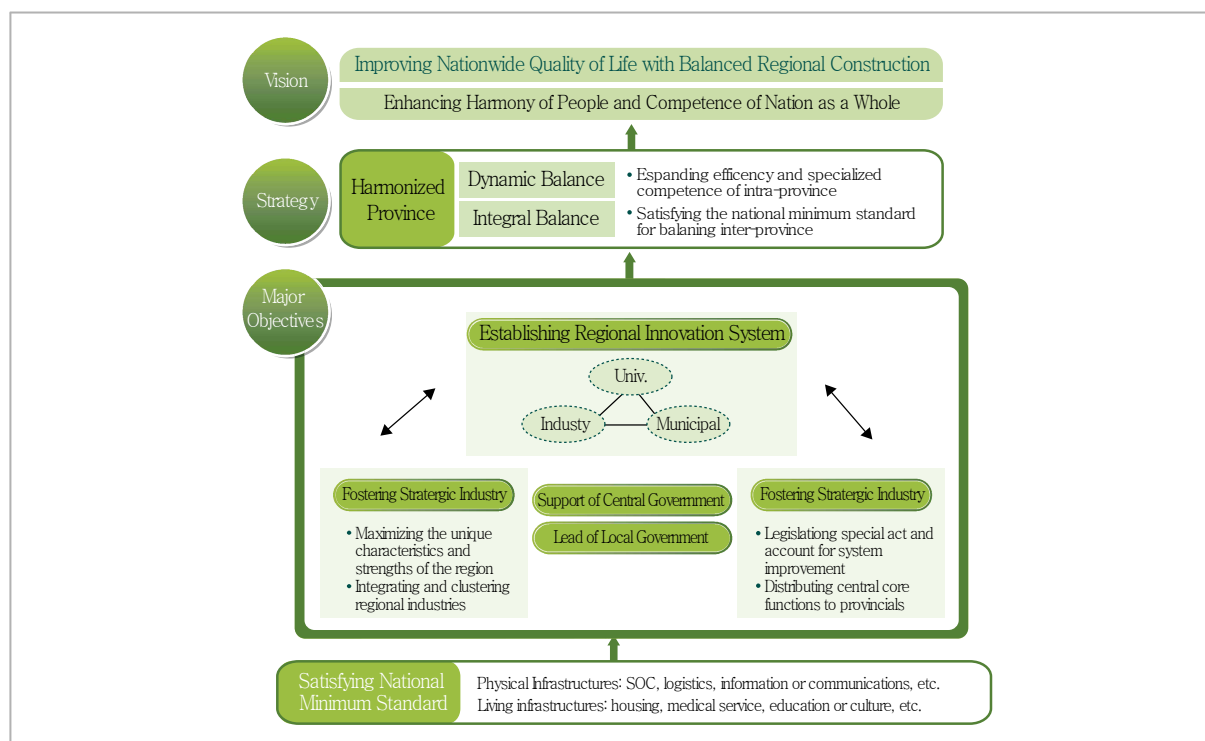 Vision
Improving Nationwide Quality of Life with Balanced Regional Construction
Enhancing Harmony of People and Competence of Nation as a Whole
Strategy
Harmonized
Province
Dynamic Balance
Integral Balance
• Espanding efficency and specialized
competence of intra-province
• Satisfying the national minimum standard
for balaning inter-province
Major
Objectives
Establishing Regional Innovation System
Univ.
Industy
Municipal
Fostering Stratergic Industry
• Maximizing the unique
characteristics and
strengths of the region
• Integrating and clustering
regional industries
Support of Central Government
Lead of Local Government
Fostering Stratergic Industry
• Legislationg special act and
account for system
improvement
• Distributing central core
functions to provincials
Satisfying National
Minimum Standard
Physical Infrastructures: SOC, logistics, information or communications, etc.
Living infrastructures: housing, medical service, education or culture, etc.